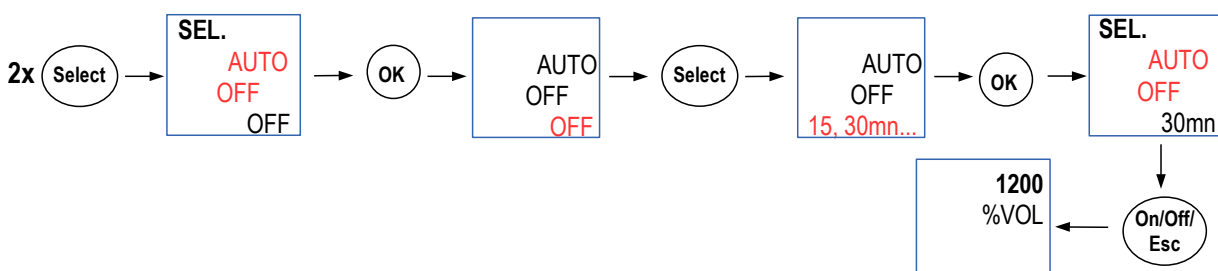 2x
Select
SEL.
AUTO
OFF
OFF
OK
AUTO
OFF
OFF
Select
AUTO
OFF
15, 30mn...
OK
SEL.
AUTO
OFF
30mn
On/Off/
Esc
1200
%VOL